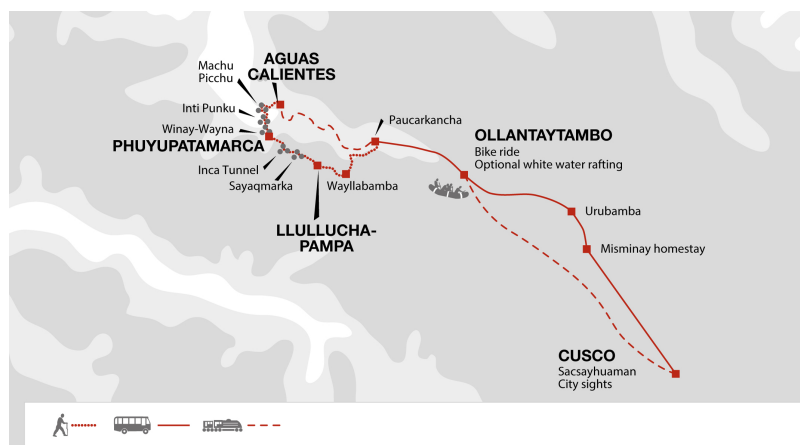 AGUAS
CALIENTES
Machu
Picchu
Inti Punku
Winay-Wayna
PHUYUPATAMARCA
Inca Tunnel
Sayaqmarka
LLULLUCHA-
PAMPA
Wayllabamba
Paucarkancha
OLLANTAYTAMBO
Bike ride
Optional white water rafting
Urubamba
Misminay homestay
CUSCO
Sacsayhuaman
City sights